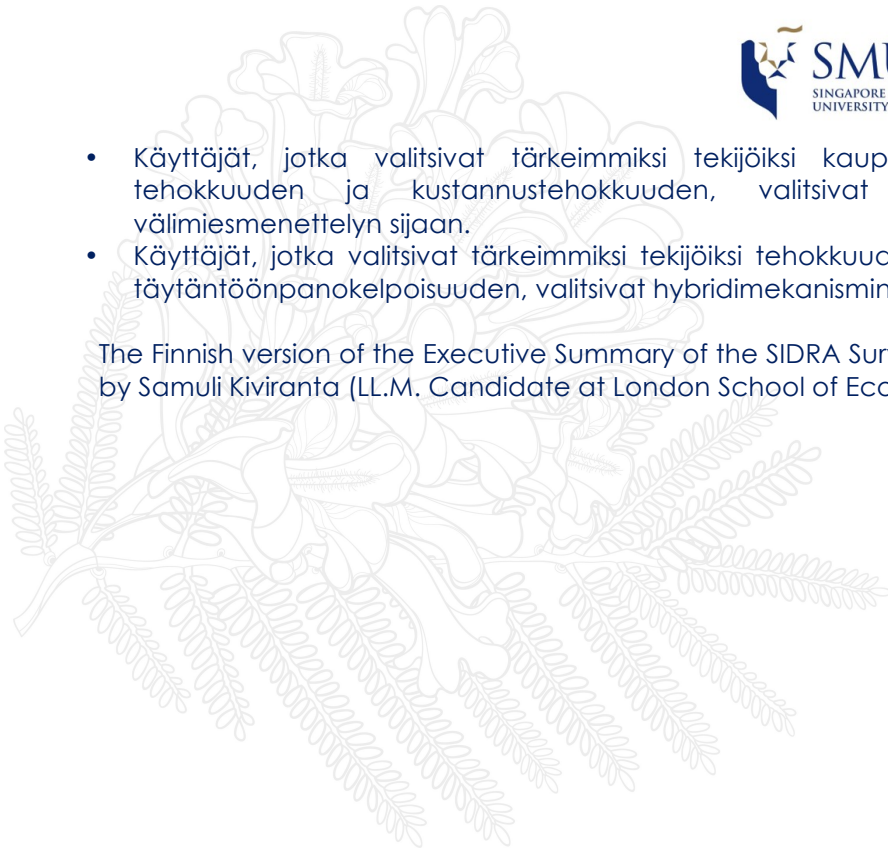 SMU
SINGAPORE
UNIVERSITY
• Käyttäjät, jotka valitsivat tärkeimmiksi tekijöiksi kaup
tehokkuuden ja kustannustehokkuuden, valitsivat
välimiesmenettelyn sijaan.
• Käyttäjät, jotka valitsivat tärkeimmiksi tekijöiksi tehokkuud
täytäntöönpanokelpoisuuden, valitsivat hybridimekanismin
The Finnish version of the Executive Summary of the SIDRA Sur
by Samuli Kiviranta (LL.M. Candidate at London School of Eco